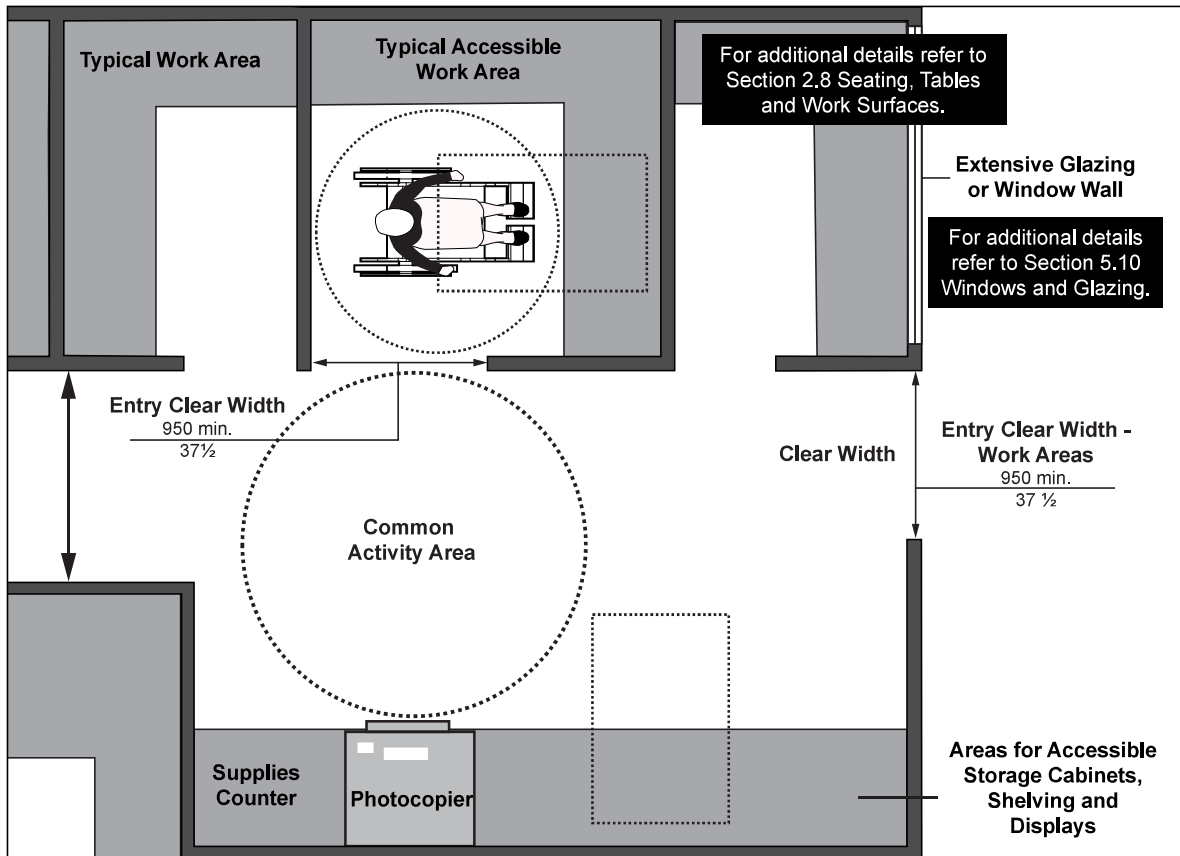 Typical Work Area
Typical Accessible
Work Area
For additional details refer to
Section 2.8 Seating, Tables
and Work Surfaces.
Extensive Glazing
or Window Wall
For additional details
refer to Section 5.10
Windows and Glazing.
Entry Clear Width
950 min.
37½
Clear Width
Entry Clear Width -
Work Areas
950 min.
37 ½
Common
Activity Area
Supplies
Counter
Photocopier
Areas for Accessible
Storage Cabinets,
Shelving and
Displays